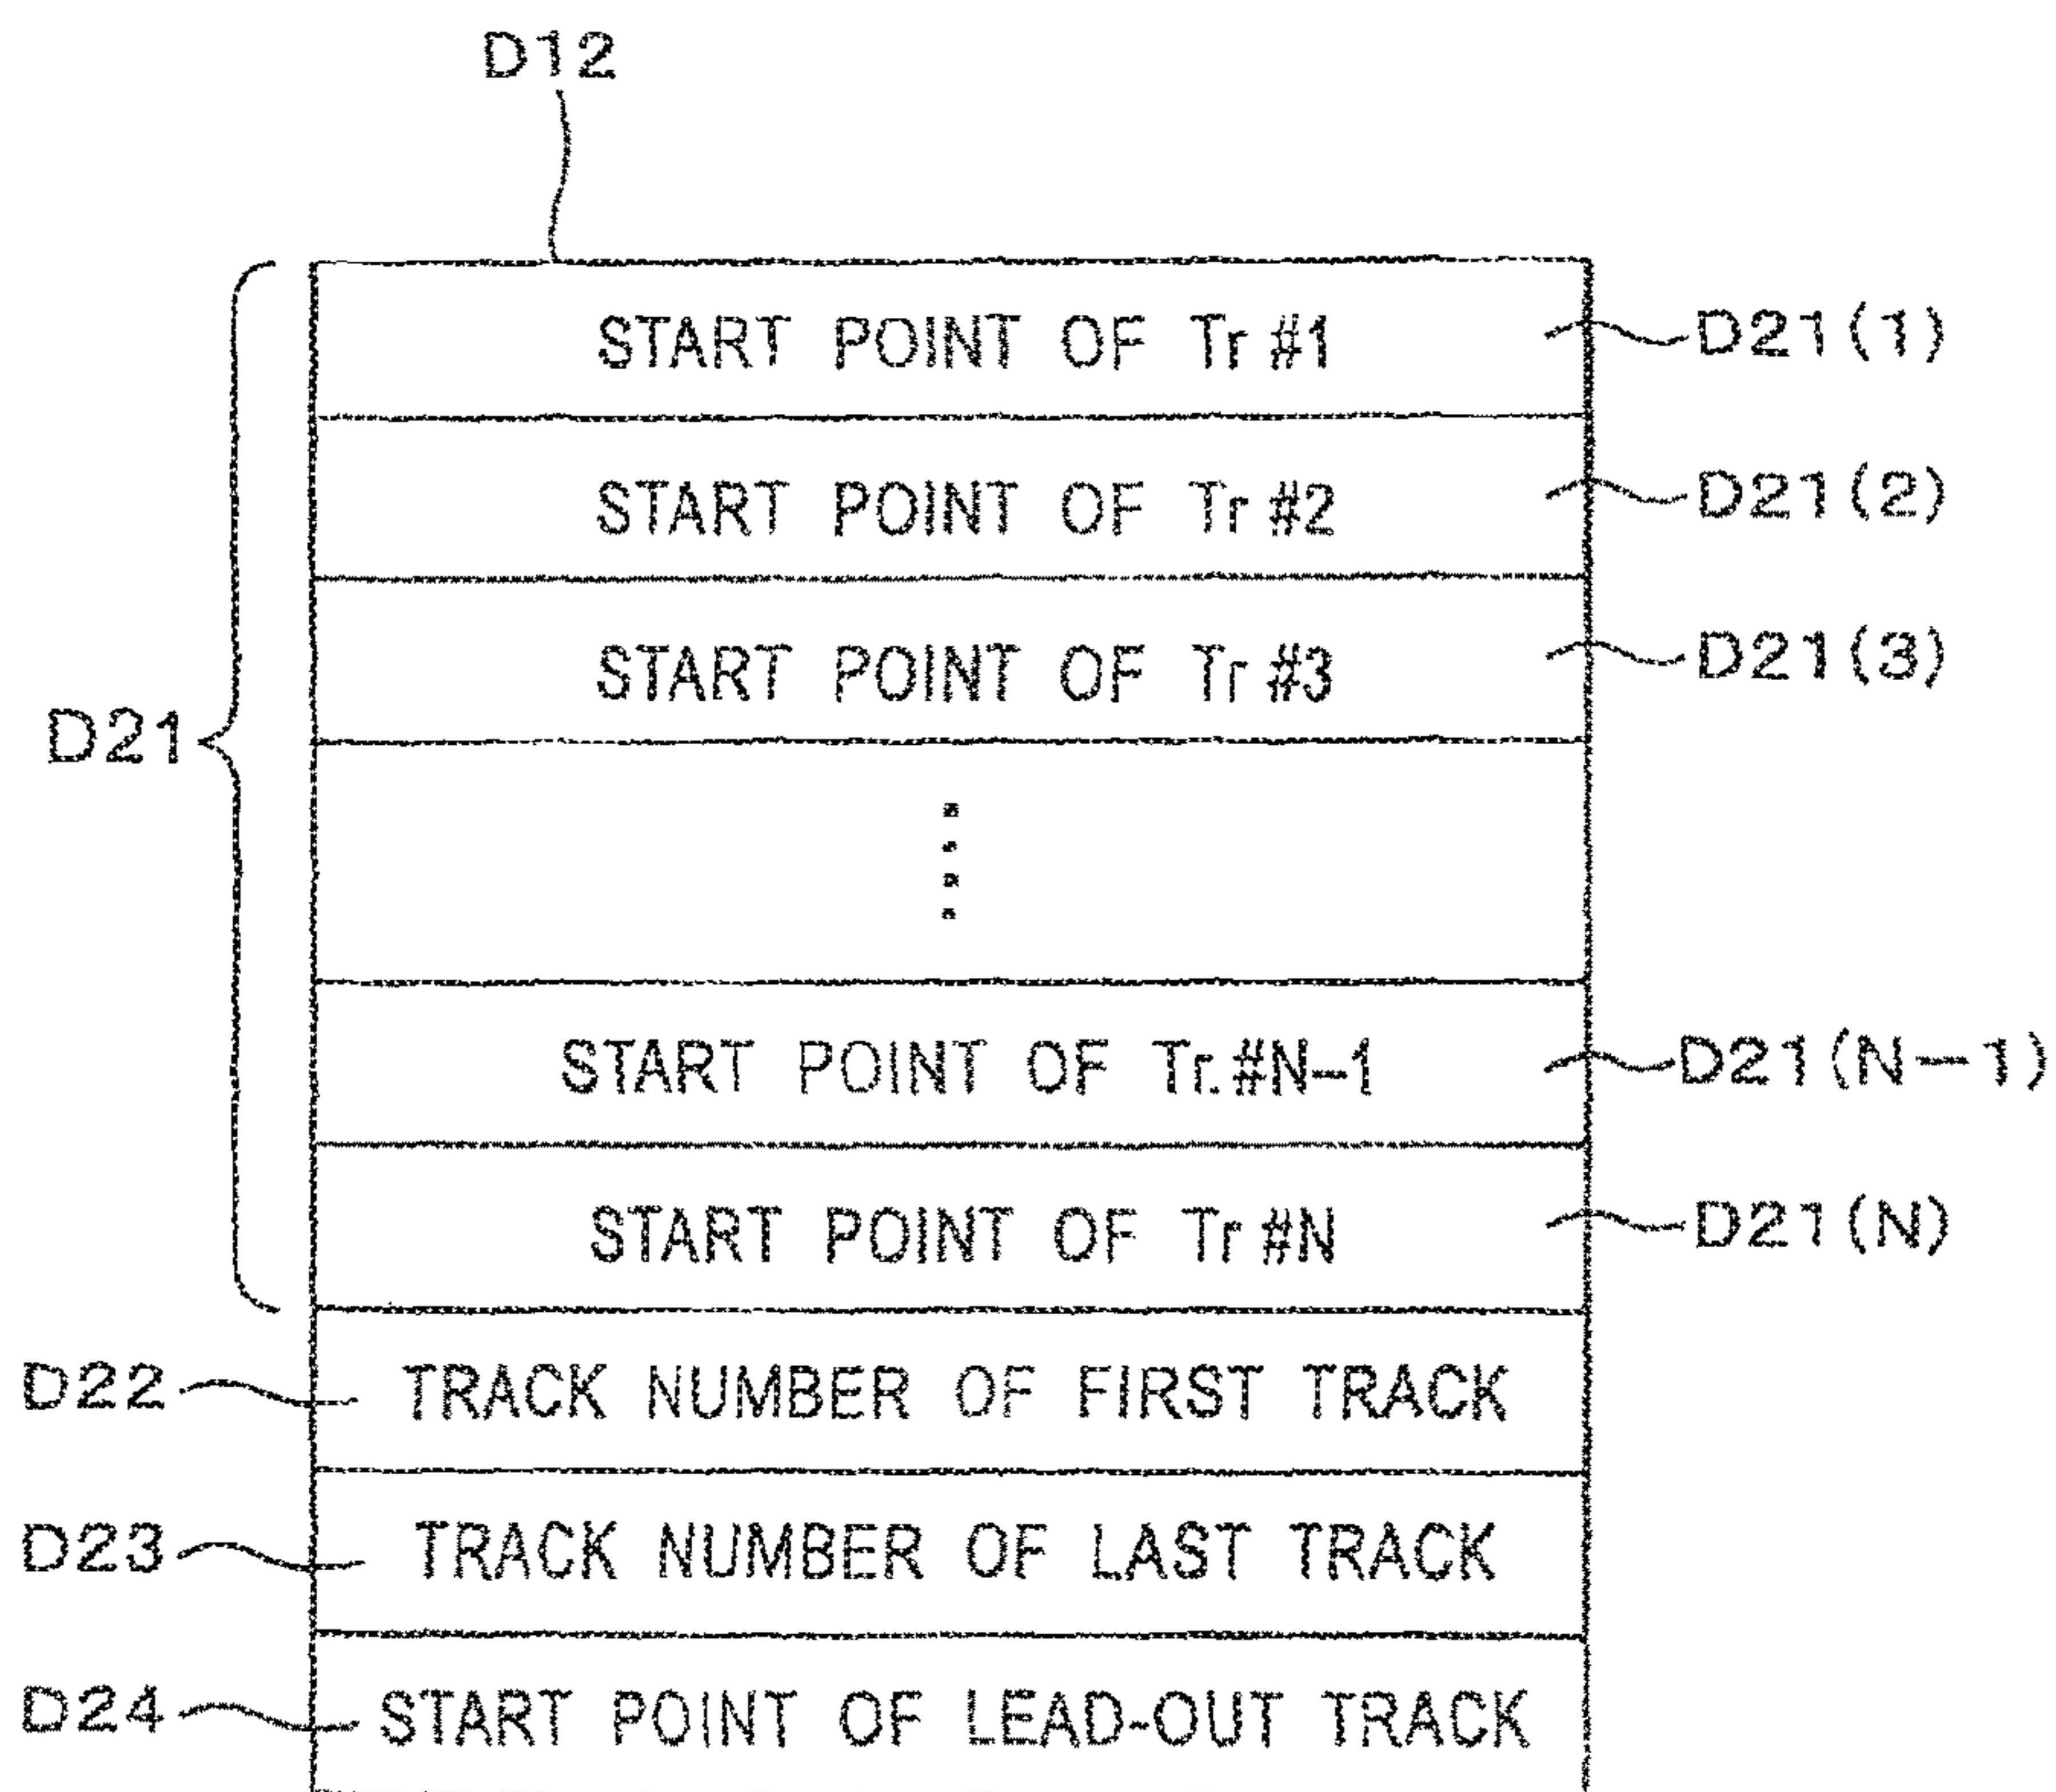 D12
START POINT OF Tr #1 D21(1)
START POINT OF Tr #2 D21(2)
START POINT OF Tr #3 D21(3)
D21
START POINT OF Tr. #N-1 D21(N-1)
START POINT OF Tr #N D21(N)
D22 TRACK NUMBER OF FIRST TRACK
D23 TRACK NUMBER OF LAST TRACK
D24 START POINT OF LEAD-OUT TRACK